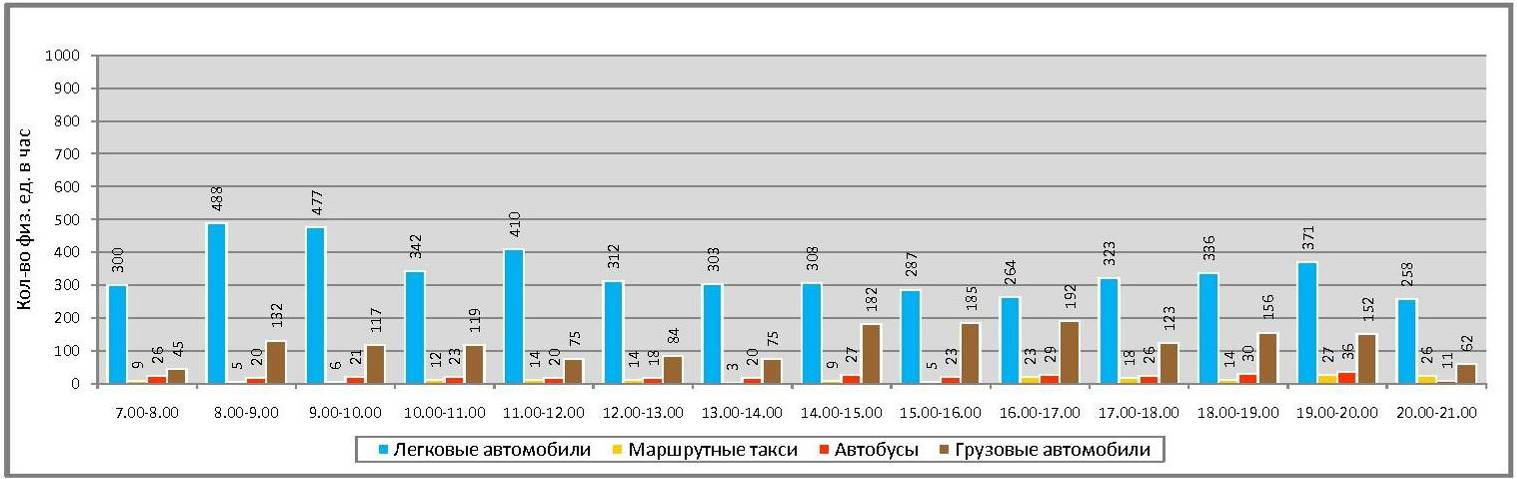 Кол-во физ. ед. в час
1000
900
800
700
600
500
400
300
200
100
0
300 9 26 45
488 5 20 132
477 6 21 117
342 12 23 119
410 14 20 75
312 14 18 84
303 3 20 75
308 9 27 182
287 5 23 185
264 23 29 192
323 18 26 123
336 14 30 156
371 27 36 152
258 26 11 62
7.00-8.00 8.00-9.00 9.00-10.00 10.00-11.00 11.00-12.00 12.00-13.00 13.00-14.00 14.00-15.00 15.00-16.00 16.00-17.00 17.00-18.00 18.00-19.00 19.00-20.00 20.00-21.00
Легковые автомобили Маршрутные такси Автобусы Грузовые автомобили